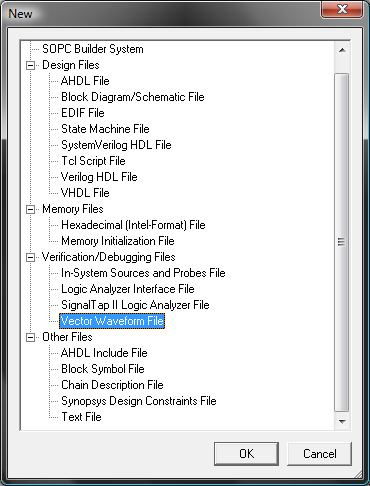 New
SOPC Builder System
Design Files
AHDL File
Block Diagram/Schematic File
EDIF File
State Machine File
SystemVerilog HDL File
Tcl Script File
Verilog HDL File
VHDL File
Memory Files
Hexadecimal (Intel-Format) File
Memory Initialization File
Verification/Debugging Files
In-System Sources and Probes File
Logic Analyzer Interface File
SignalTap II Logic Analyzer File
Vector Waveform File
Other Files
AHDL Include File
Block Symbol File
Chain Description File
Synopsys Design Constraints File
Text File
OK Cancel